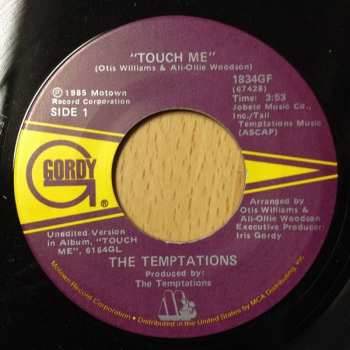 "TOUCH ME"
(Otis Williams & Ali-Ollie Woodson)
Ⓟ 1985 Motown
Record Corporation
SIDE 1
1834GF
(67428)
Time: 3:53
Jobete Music Co.,
Inc./Tall
Temptations Music
(ASCAP)
GORDY
Unedited Version
in Album, "TOUCH
ME", 6164GL
Arranged by
Otis Williams &
Ali-Ollie Woodson
Executive Producer:
Iris Gordy
THE TEMPTATIONS
Produced by:
The Temptations
M
Motown Record Corporation • Distributed in the United States by MCA Distributing, Inc.